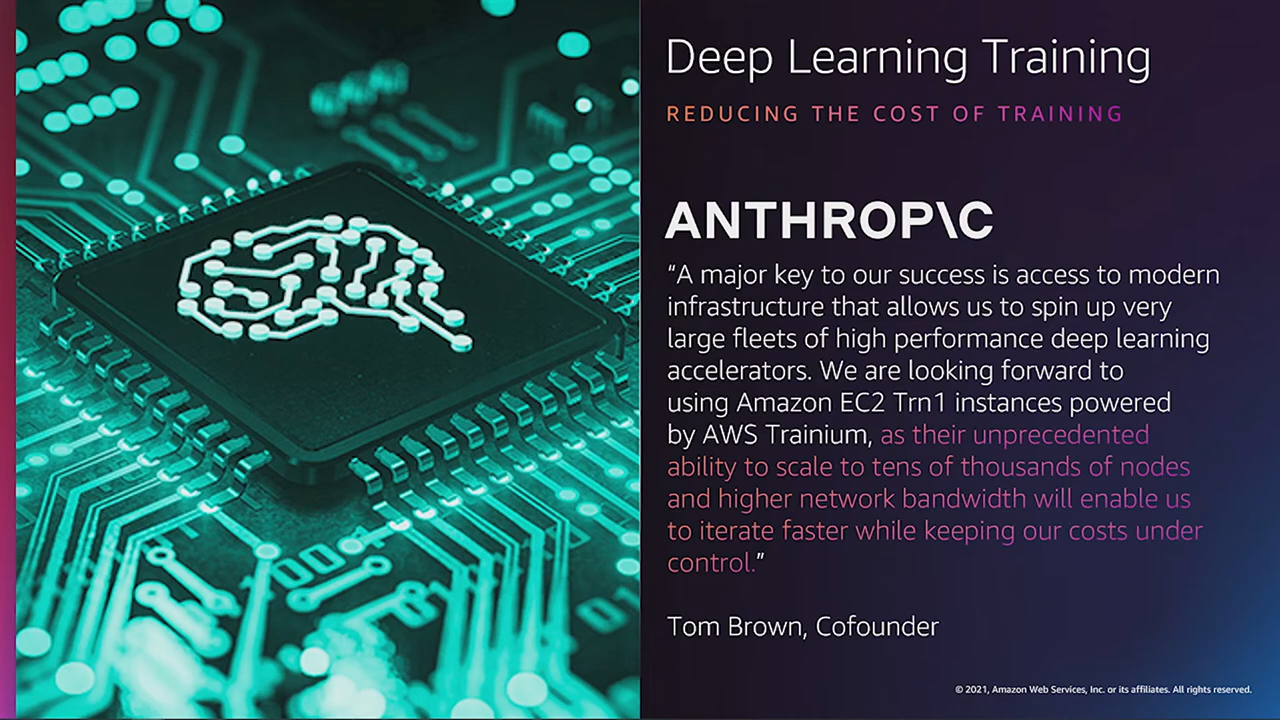 Deep Learning Training
REDUCING THE COST OF TRAINING
ANTHROP\C
“A major key to our success is access to modern
infrastructure that allows us to spin up very
large fleets of high performance deep learning
accelerators. We are looking forward to
using Amazon EC2 Trn1 instances powered
by AWS Trainium, as their unprecedented
ability to scale to tens of thousands of nodes
and higher network bandwidth will enable us
to iterate faster while keeping our costs under
control.”
Tom Brown, Cofounder
© 2021, Amazon Web Services, Inc. or its affiliates. All rights reserved.